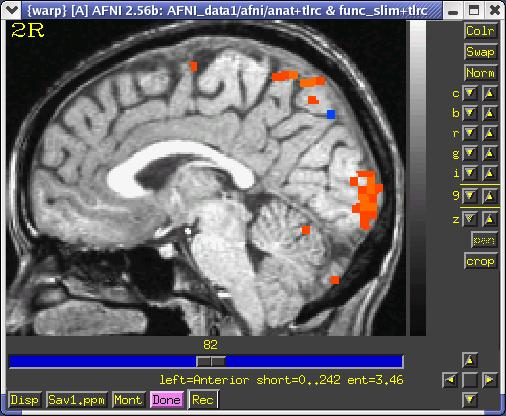 {warp} [A] AFNI 2.56b: AFNI_data1/afni/anat+tlrc & func_slim+tlrc
2R
Colr
Swap
Norm
c
b
r
g
i
9
z
pan
crop
82
left=Anterior short=0..242 ent=3.46
Disp Sav1.ppm Mont Done Rec